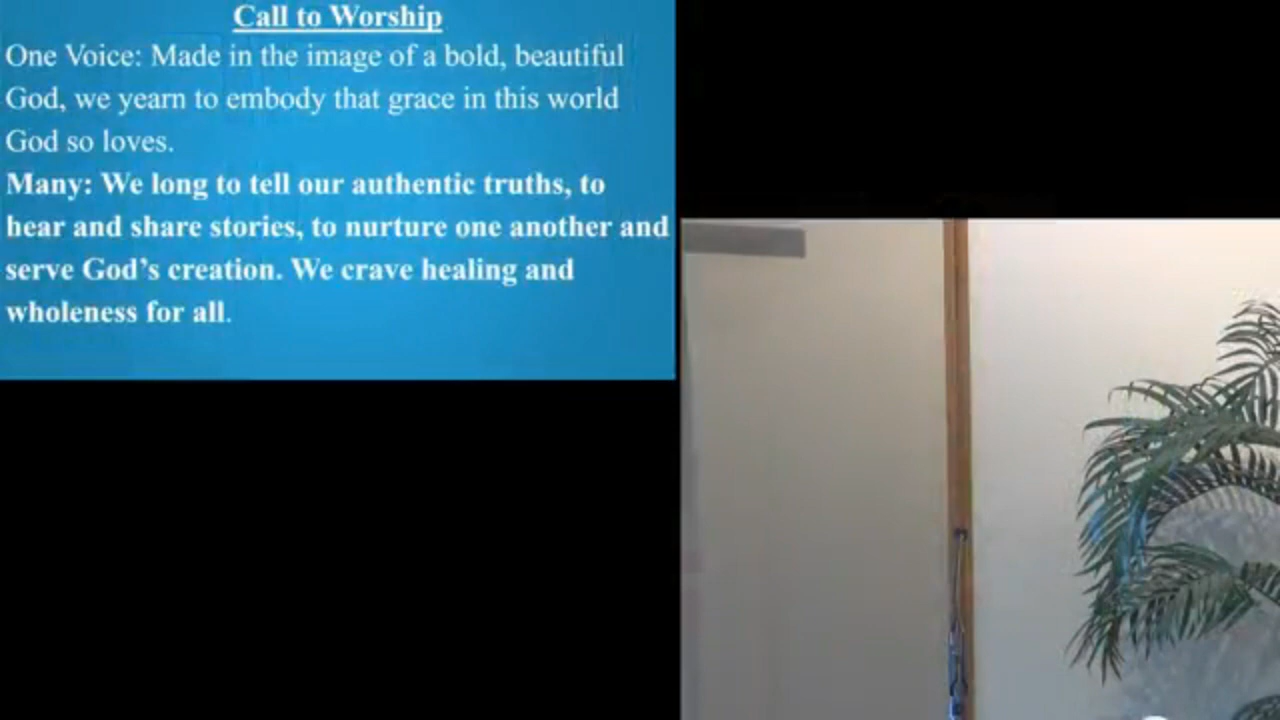 Call to Worship
One Voice: Made in the image of a bold, beautiful
God, we yearn to embody that grace in this world
God so loves.
Many: We long to tell our authentic truths, to
hear and share stories, to nurture one another and
serve God’s creation. We crave healing and
wholeness for all.